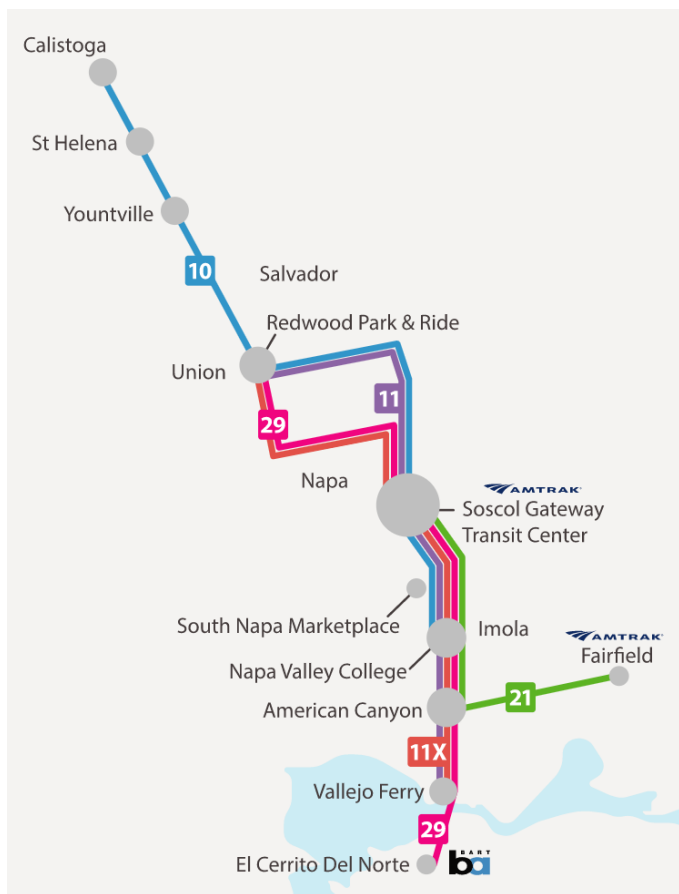 Calistoga
St Helena
Yountville
10
Salvador
Redwood Park & Ride
Union
11
29
Napa
AMTRAK
Soscol Gateway
Transit Center
South Napa Marketplace
Imola
AMTRAK
Fairfield
Napa Valley College
21
American Canyon
11X
Vallejo Ferry
29
BART
ba
El Cerrito Del Norte